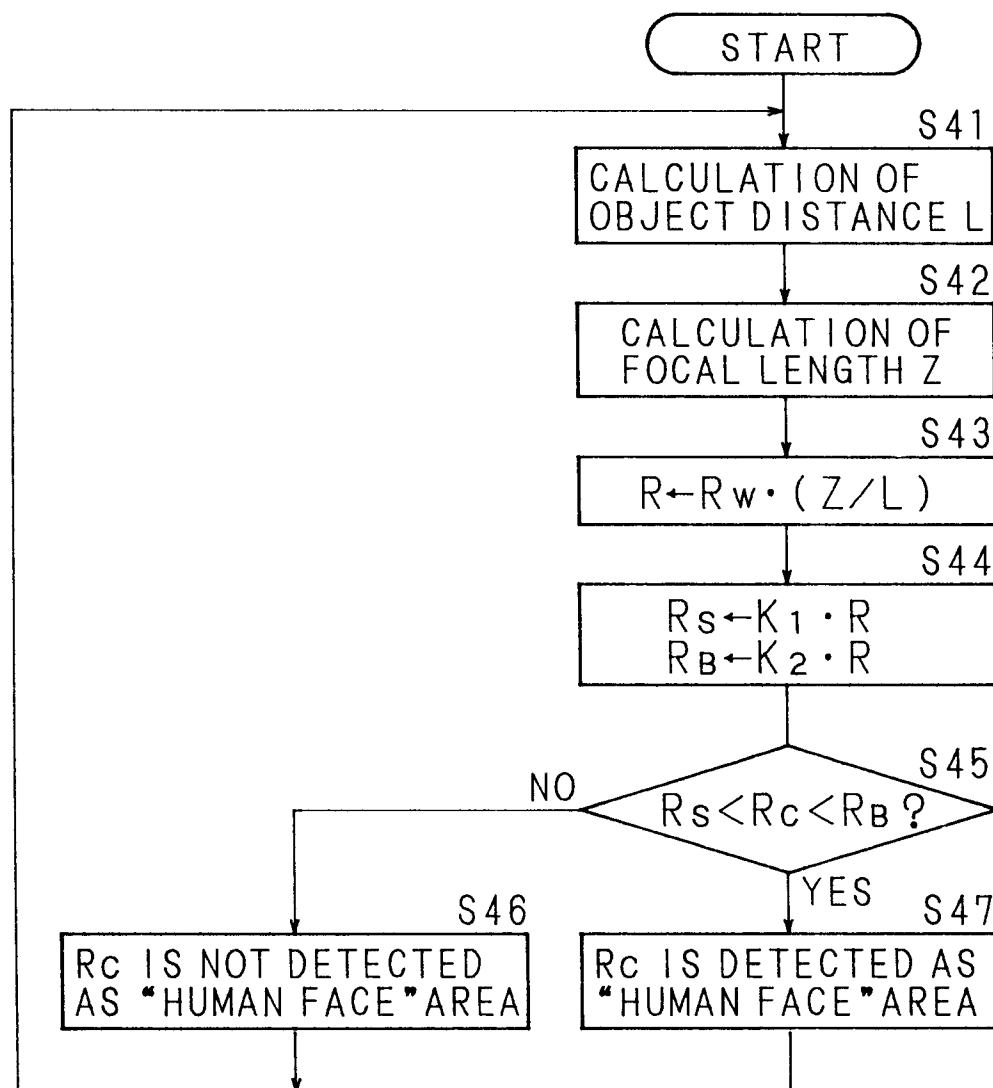 START
S41
CALCULATION OF
OBJECT DISTANCE L
S42
CALCULATION OF
FOCAL LENGTH Z
S43
R←RW·(Z/L)
S44
RS←K1·R
RB←K2·R
S45
NO
RS<RC<RB?
YES
S46
S47
RC IS NOT DETECTED
AS “HUMAN FACE” AREA
RC IS DETECTED AS
“HUMAN FACE” AREA